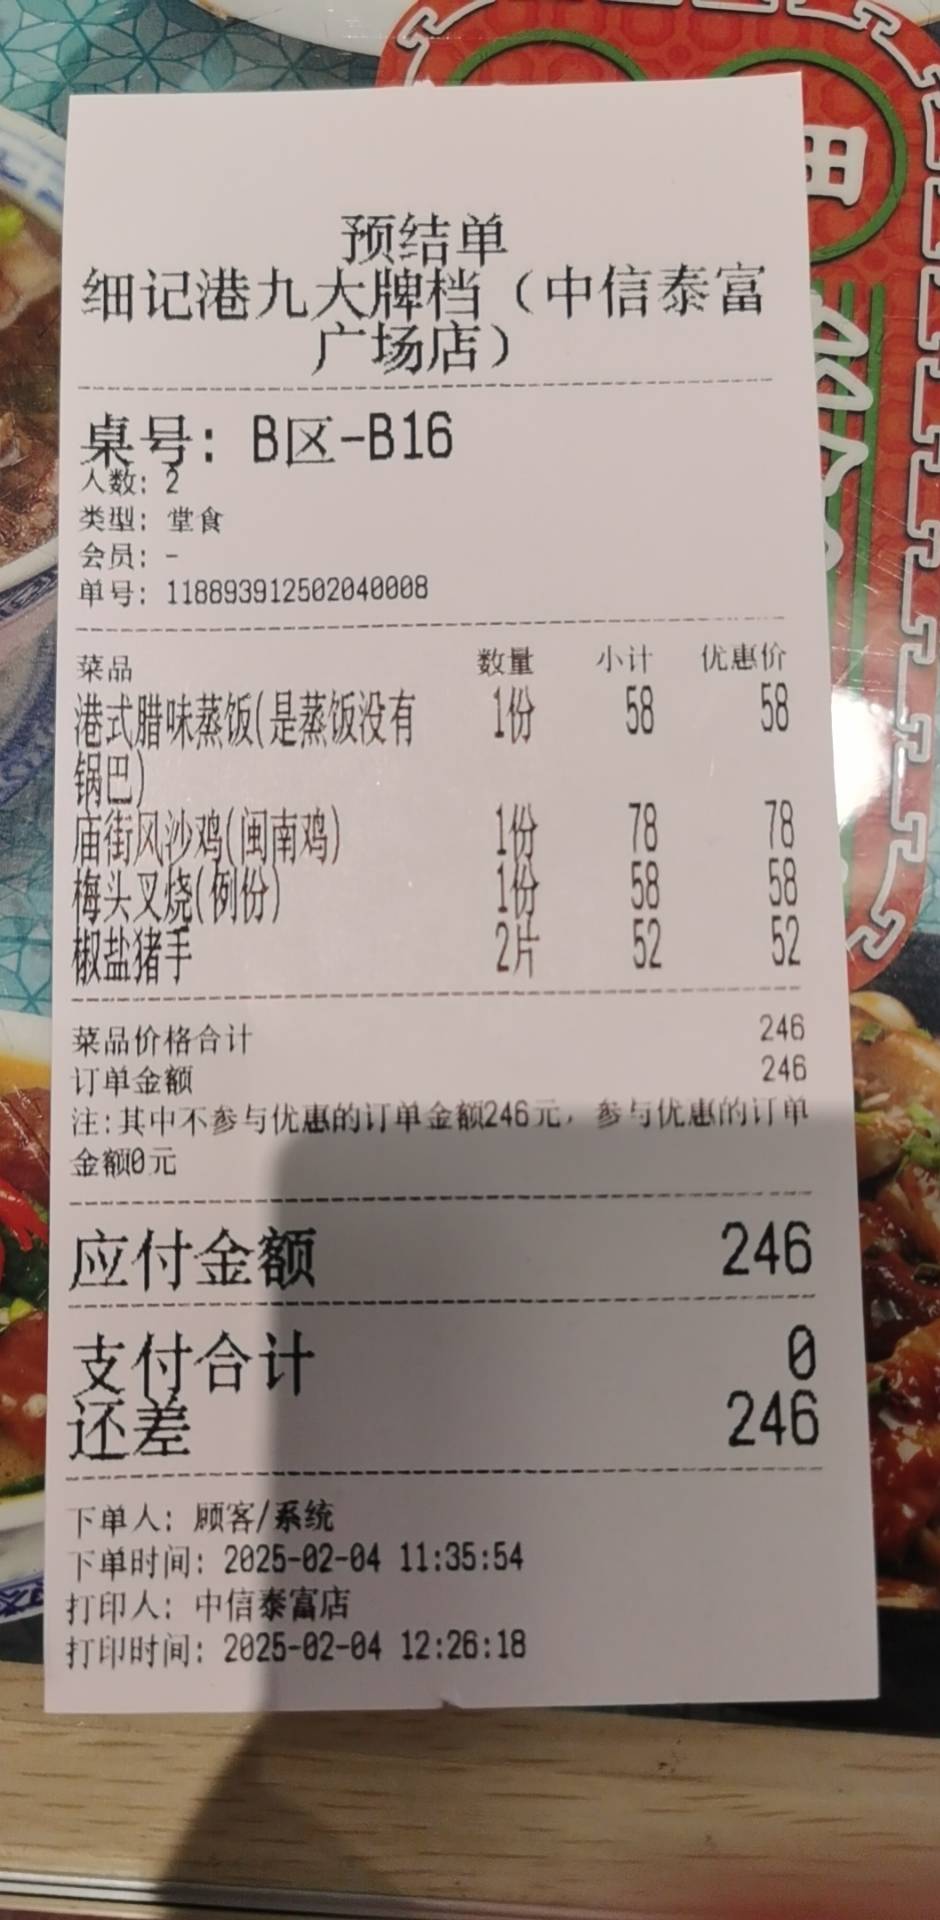 预结单
细记港九大牌档（中信泰富
广场店）
桌号: B区-B16
人数: 2
类型: 堂食
会员: -
单号: 118893912502040008
菜品 数量 小计 优惠价
港式腊味蒸饭(是蒸饭没有 1份 58 58
锅巴)
庙街风沙鸡(闽南鸡) 1份 78 78
梅头叉烧(例份) 1份 58 58
椒盐猪手 2片 52 52
菜品价格合计 246
订单金额 246
注:其中不参与优惠的订单金额246元，参与优惠的订单
金额0元
应付金额 246
支付合计 0
还差 246
下单人: 顾客/系统
下单时间: 2025-02-04 11:35:54
打印人: 中信泰富店
打印时间: 2025-02-04 12:26:18